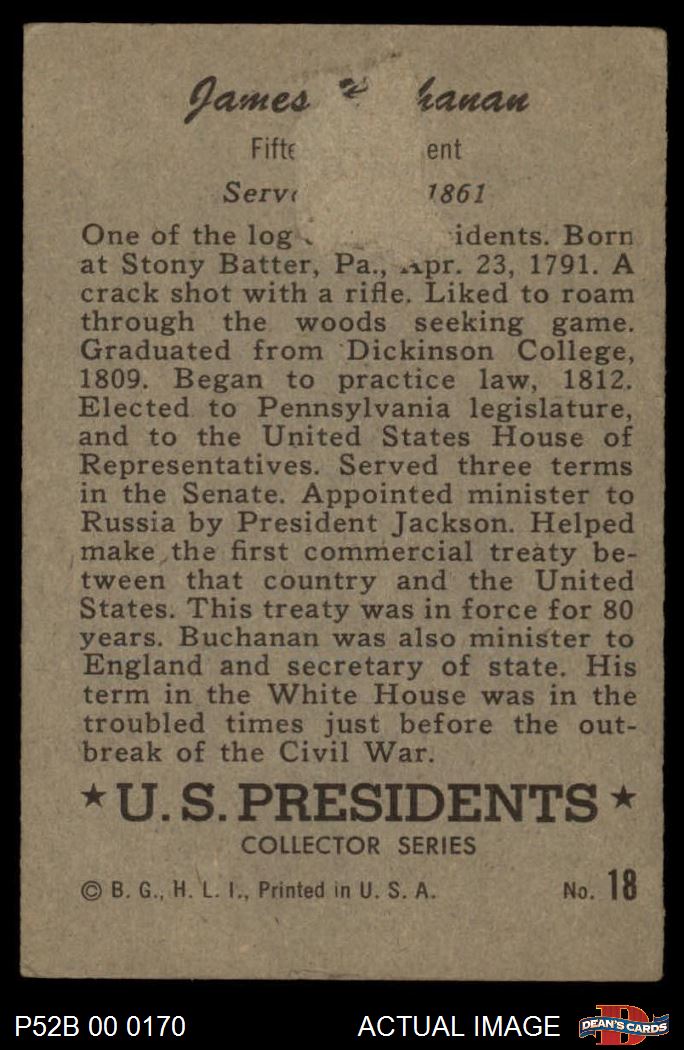 James hanan
Fifte ent
Serv 1861
One of the log idents. Born
at Stony Batter, Pa., Apr. 23, 1791. A
crack shot with a rifle. Liked to roam
through the woods seeking game.
Graduated from Dickinson College,
1809. Began to practice law, 1812.
Elected to Pennsylvania legislature,
and to the United States House of
Representatives. Served three terms
in the Senate. Appointed minister to
Russia by President Jackson. Helped
make the first commercial treaty be-
tween that country and the United
States. This treaty was in force for 80
years. Buchanan was also minister to
England and secretary of state. His
term in the White House was in the
troubled times just before the out-
break of the Civil War.
★ U.S. PRESIDENTS ★
COLLECTOR SERIES
© B. G., H. L. I., Printed in U. S. A. No. 18
P52B 00 0170 ACTUAL IMAGE DEAN'S CARDS